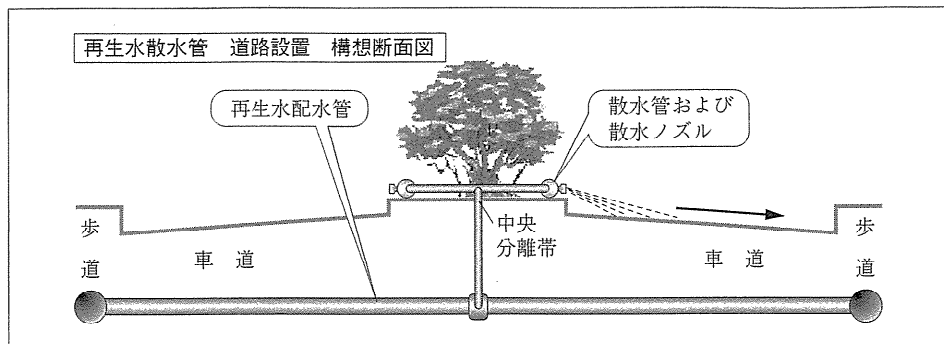 再生水散水管　道路設置　構想断面図
再生水配水管
散水管および
散水ノズル
中央
分離帯
歩道
車道
車道
歩道